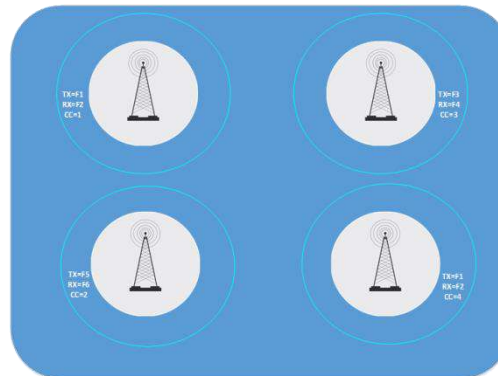 TX=F1
RX=F2
CC=1
TX=F3
RX=F4
CC=3
TX=F5
RX=F6
CC=2
TX=F1
RX=F2
CC=4